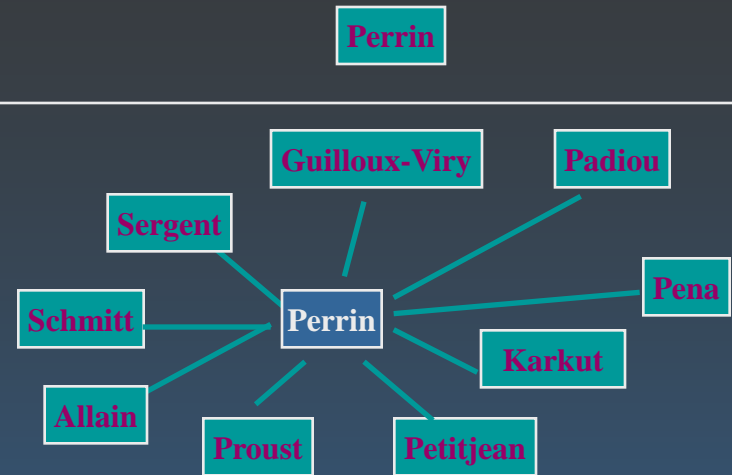 Perrin
Guilloux-Viry
Padiou
Sergent
Pena
Schmitt
Perrin
Karkut
Allain
Proust
Petitjean